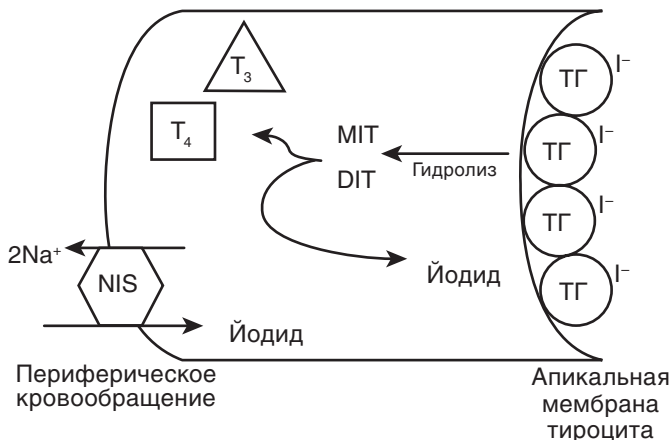 T₃
T₄
MIT
DIT
Гидролиз
ТГ I⁻
ТГ I⁻
ТГ I⁻
ТГ I⁻
2Na⁺
NIS
Йодид
Йодид
Периферическое
кровообращение
Апикальная
мембрана
тироцита